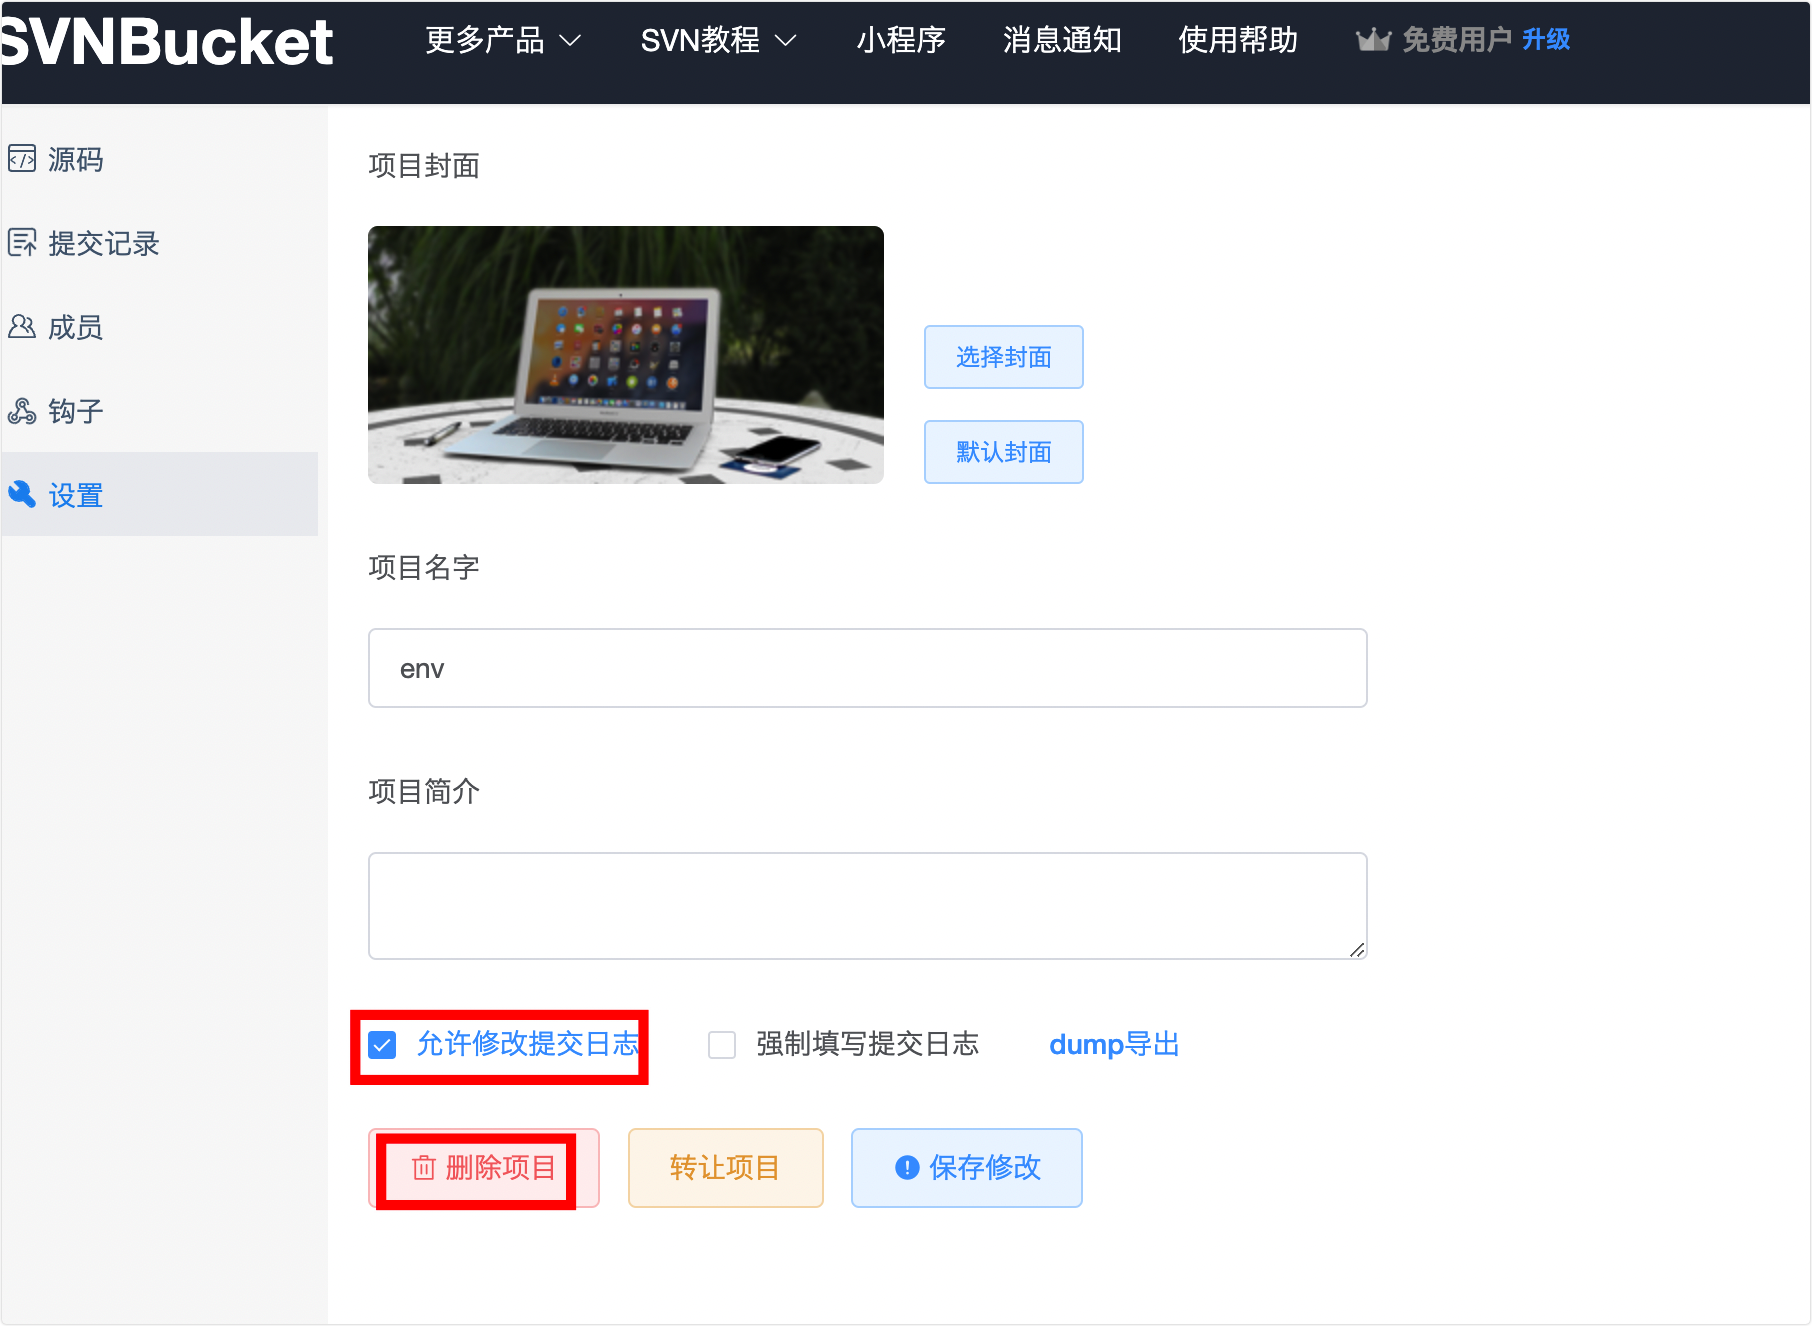 SVNBucket
更多产品
SVN教程
小程序
消息通知
使用帮助
免费用户 升级
源码
提交记录
成员
钩子
设置
项目封面
选择封面
默认封面
项目名字
env
项目简介
允许修改提交日志
强制填写提交日志
dump导出
删除项目
转让项目
保存修改